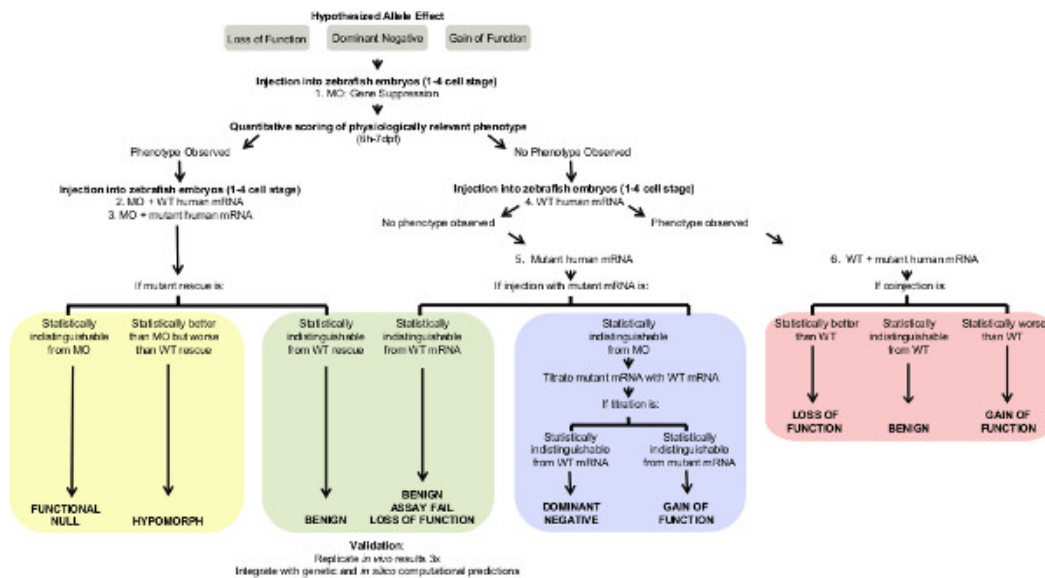 Hypothesized Allele Effect
Loss of Function
Dominant Negative
Gain of Function
Injection into zebrafish embryos (1-4 cell stage)
1. MO: Gene Suppression
Quantitative scoring of physiologically relevant phenotype
(6h-7dpf)
Phenotype Observed
No Phenotype Observed
Injection into zebrafish embryos (1-4 cell stage)
2. MO + WT human mRNA
3. MO + mutant human mRNA
Injection into zebrafish embryos (1-4 cell stage)
4. WT human mRNA
No phenotype observed
Phenotype observed
5. Mutant human mRNA
6. WT + mutant human mRNA
If mutant rescue is:
If injection with mutant mRNA is:
If coinjection is:
Statistically
indistinguishable
from MO
Statistically better
than MO but worse
than WT rescue
Statistically
indistinguishable
from WT rescue
Statistically
indistinguishable
from WT mRNA
Statistically
indistinguishable
from MO
Titrate mutant mRNA with WT mRNA
If titration is:
Statistically
indistinguishable
from WT mRNA
Statistically
indistinguishable
from mutant mRNA
Statistically better
than WT
Statistically
indistinguishable
from WT
Statistically worse
than WT
FUNCTIONAL
NULL
HYPOMORPH
BENIGN
BENIGN
ASSAY FAIL
LOSS OF FUNCTION
DOMINANT
NEGATIVE
GAIN OF
FUNCTION
LOSS OF
FUNCTION
BENIGN
GAIN OF
FUNCTION
Validation:
Replicate in vivo results 3x
Integrate with genetic and in silico computational predictions